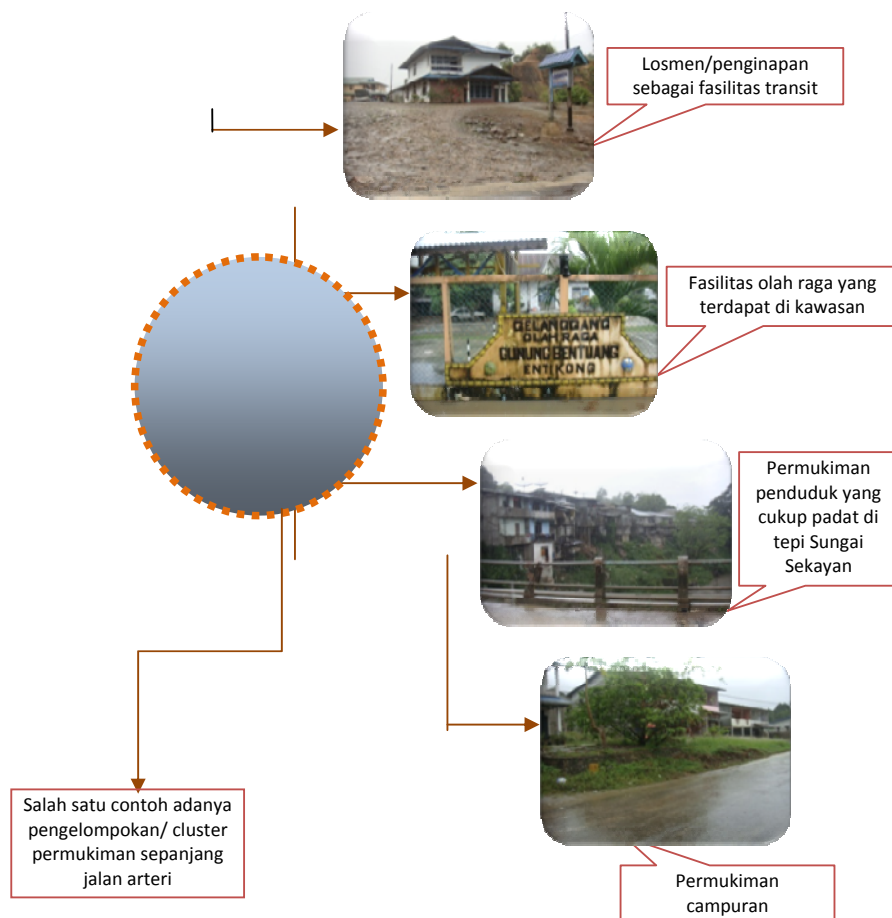 Losmen/penginapan
sebagai fasilitas transit
GELANGGANG
OLAH RAGA
GUNUNG BENTUANG
ENTIKONG
Fasilitas olah raga yang
terdapat di kawasan
Permukiman
penduduk yang
cukup padat di
tepi Sungai
Sekayan
Salah satu contoh adanya
pengelompokan/ cluster
permukiman sepanjang
jalan arteri
Permukiman
campuran